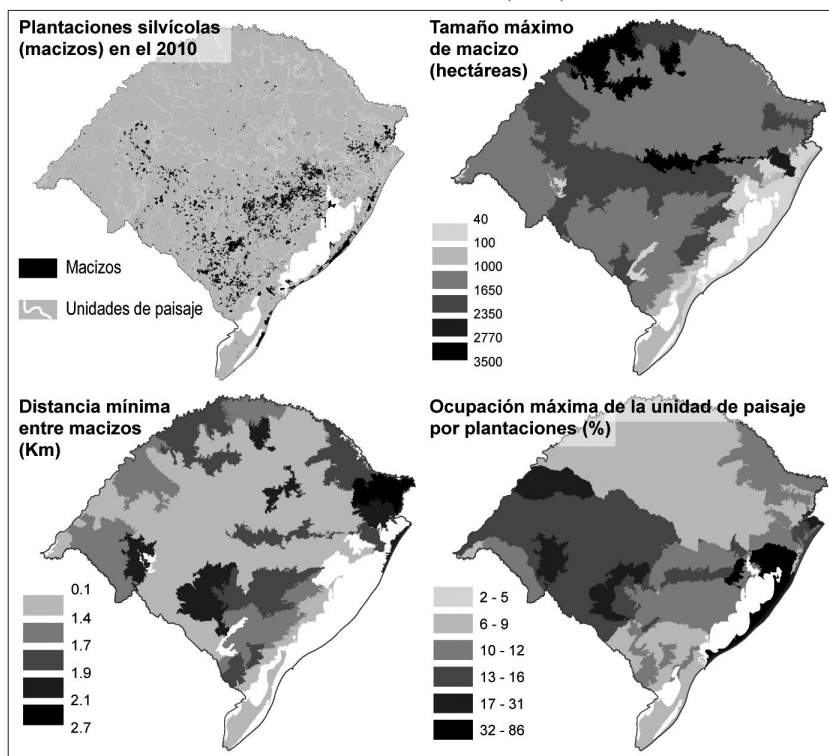 Plantaciones silvícolas
(macizos) en el 2010
Macizos
Unidades de paisaje
Tamaño máximo
de macizo
(hectáreas)
40
100
1000
1650
2350
2770
3500
Distancia mínima
entre macizos
(Km)
0.1
1.4
1.7
1.9
2.1
2.7
Ocupación máxima de la unidad de paisaje
por plantaciones (%)
2 - 5
6 - 9
10 - 12
13 - 16
17 - 31
32 - 86